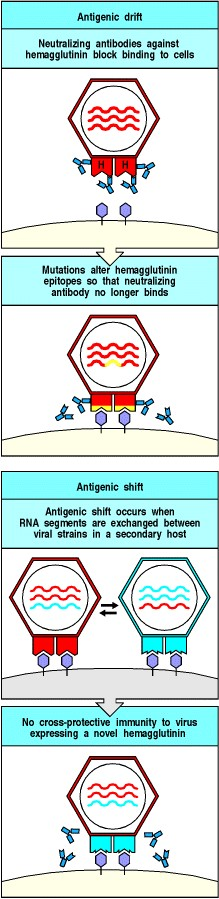 Antigenic drift
Neutralizing antibodies against
hemagglutinin block binding to cells
H H
Mutations alter hemagglutinin
epitopes so that neutralizing
antibody no longer binds
Antigenic shift
Antigenic shift occurs when
RNA segments are exchanged between
viral strains in a secondary host
No cross-protective immunity to virus
expressing a novel hemagglutinin